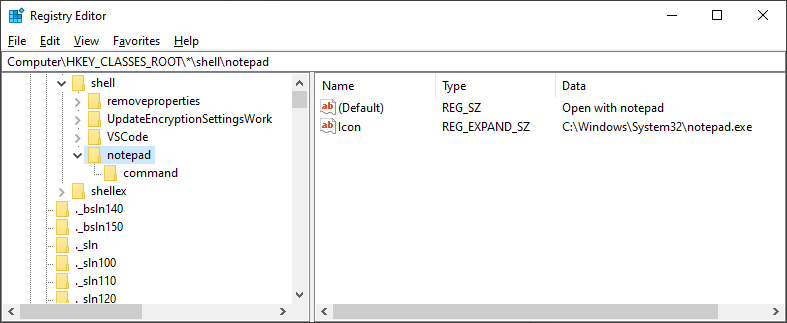 Registry Editor
File Edit View Favorites Help
Computer\HKEY_CLASSES_ROOT\*\shell\notepad
shell
removeproperties
UpdateEncryptionSettingsWork
VSCode
notepad
command
shellex
._bsln140
._bsln150
._sln
._sln100
._sln110
._sln120
Name Type Data
ab (Default) REG_SZ Open with notepad
ab Icon REG_EXPAND_SZ C:\Windows\System32\notepad.exe